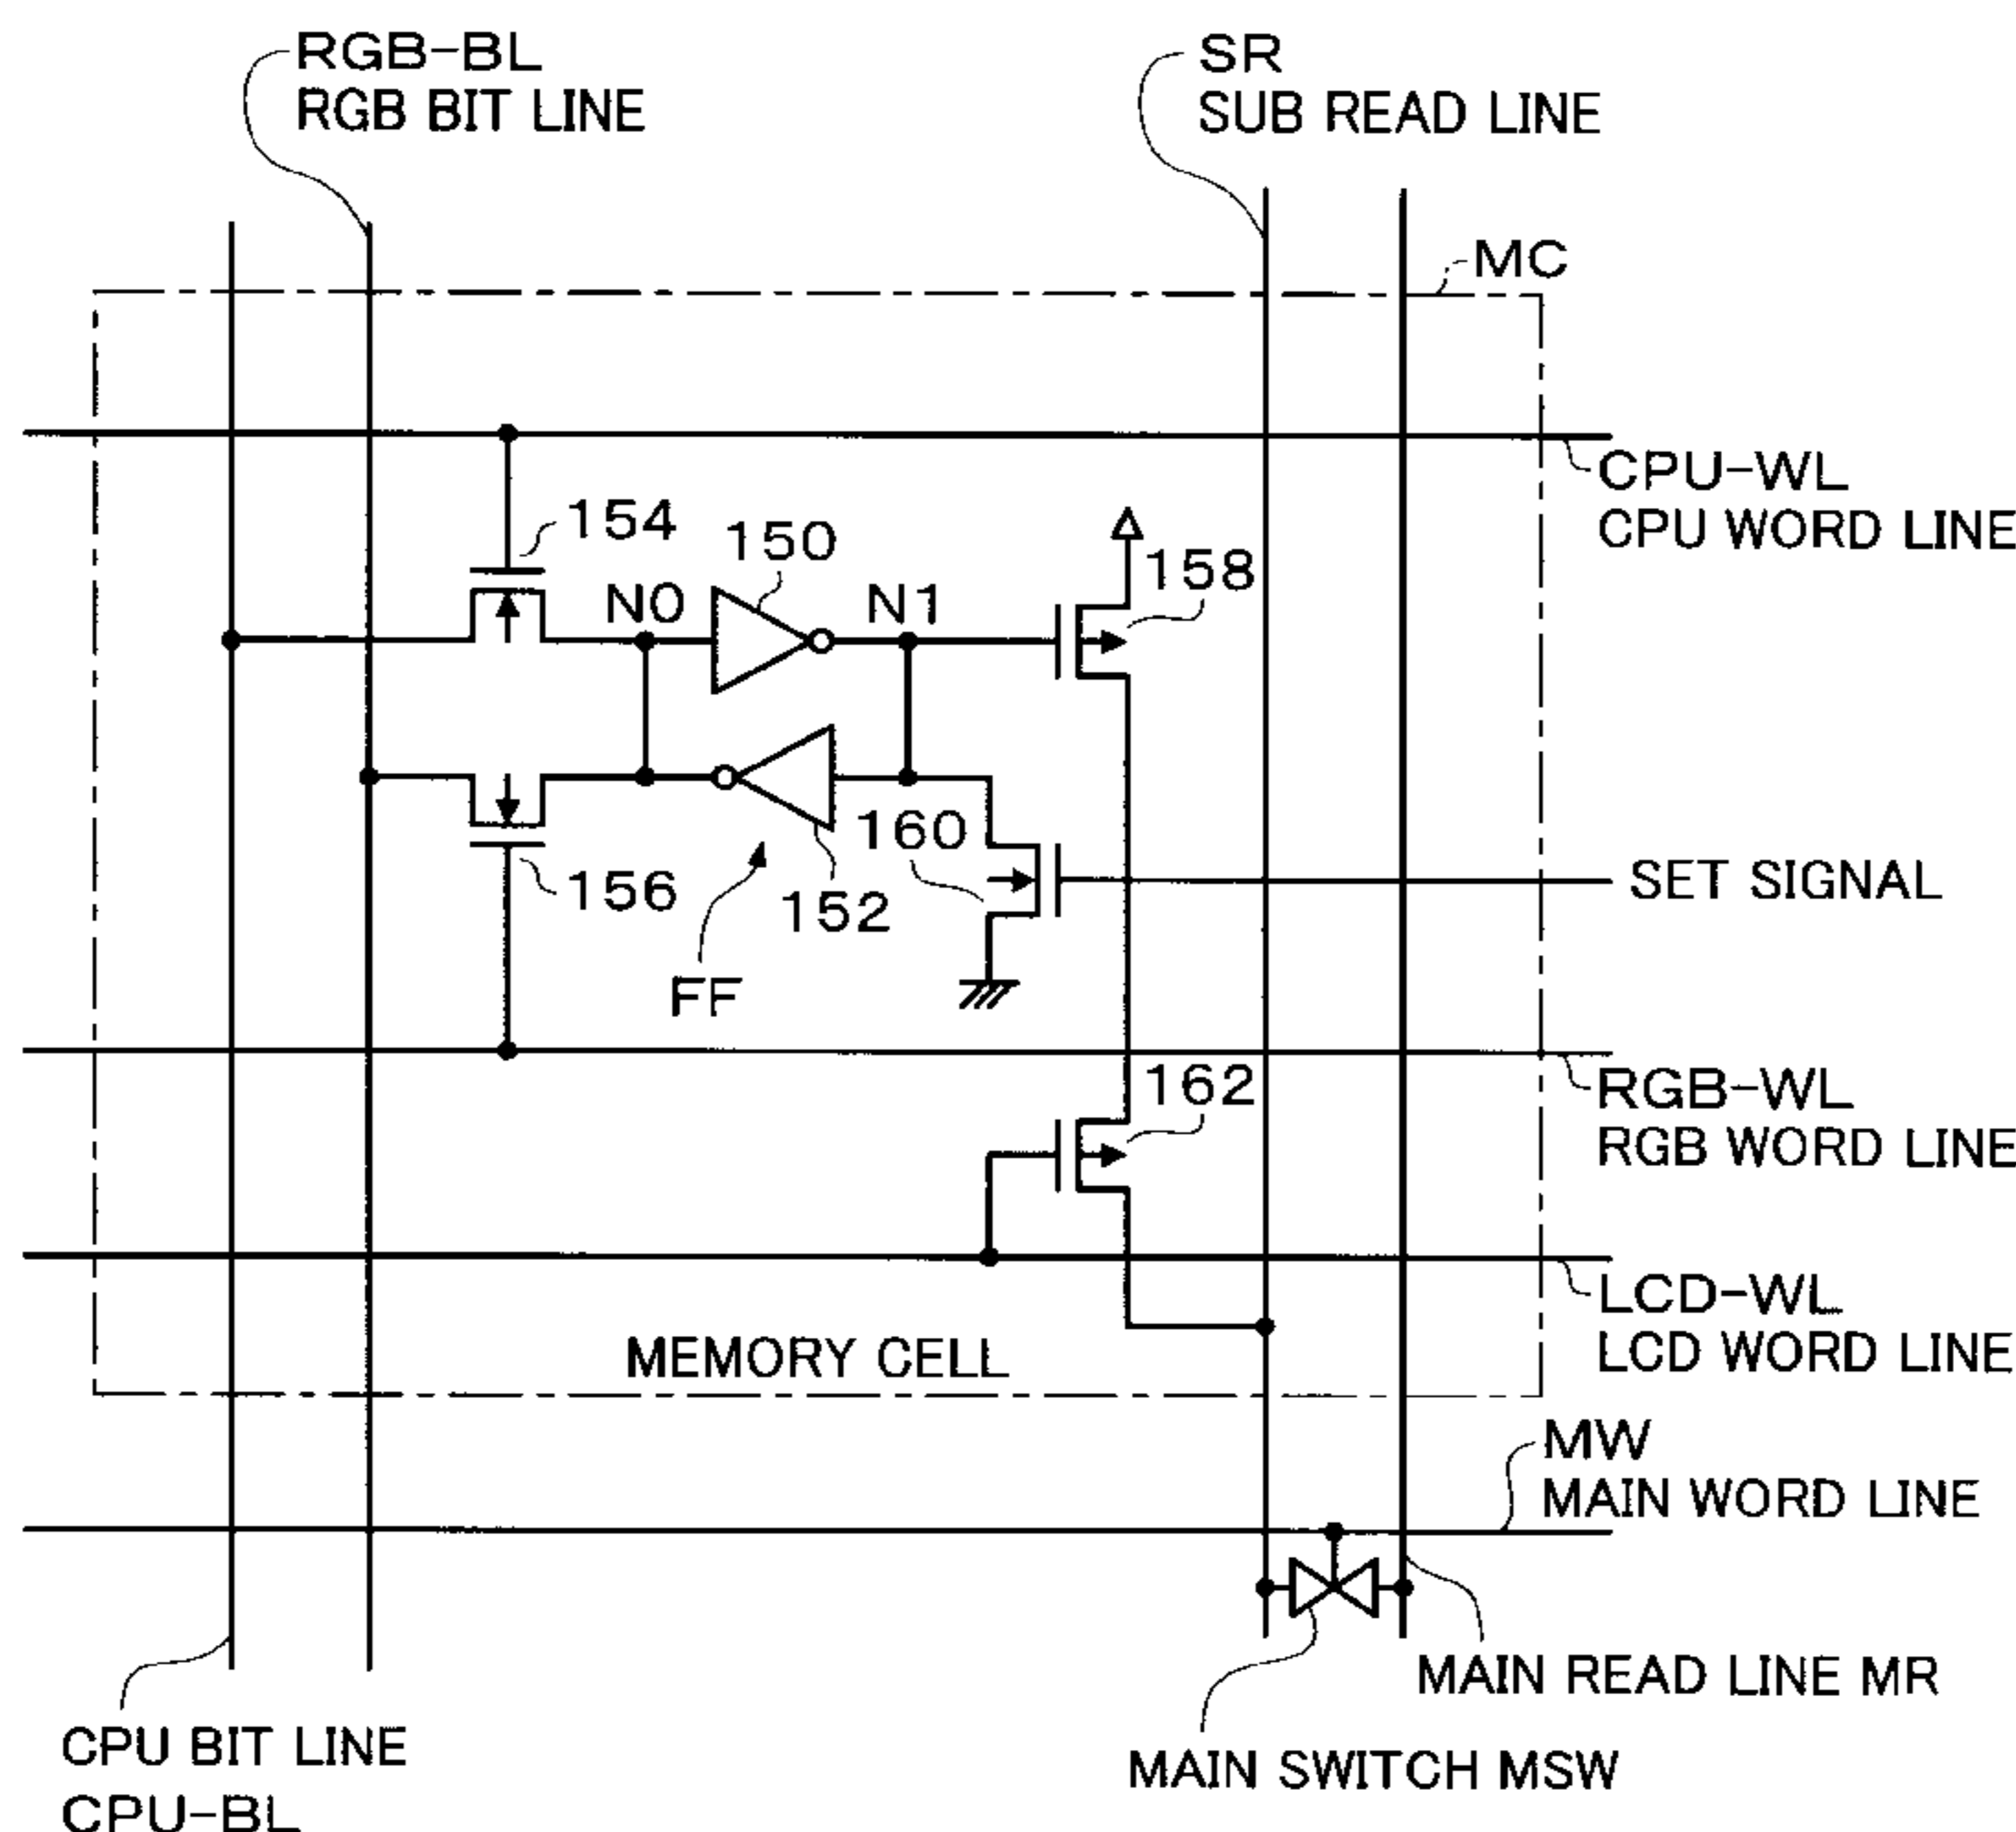 RGB-BL
RGB BIT LINE
SR
SUB READ LINE
MC
CPU-WL
CPU WORD LINE
154
150
N0
N1
158
160
156
152
SET SIGNAL
FF
162
RGB-WL
RGB WORD LINE
LCD-WL
LCD WORD LINE
MEMORY CELL
MW
MAIN WORD LINE
MAIN READ LINE MR
CPU BIT LINE
CPU-BL
MAIN SWITCH MSW